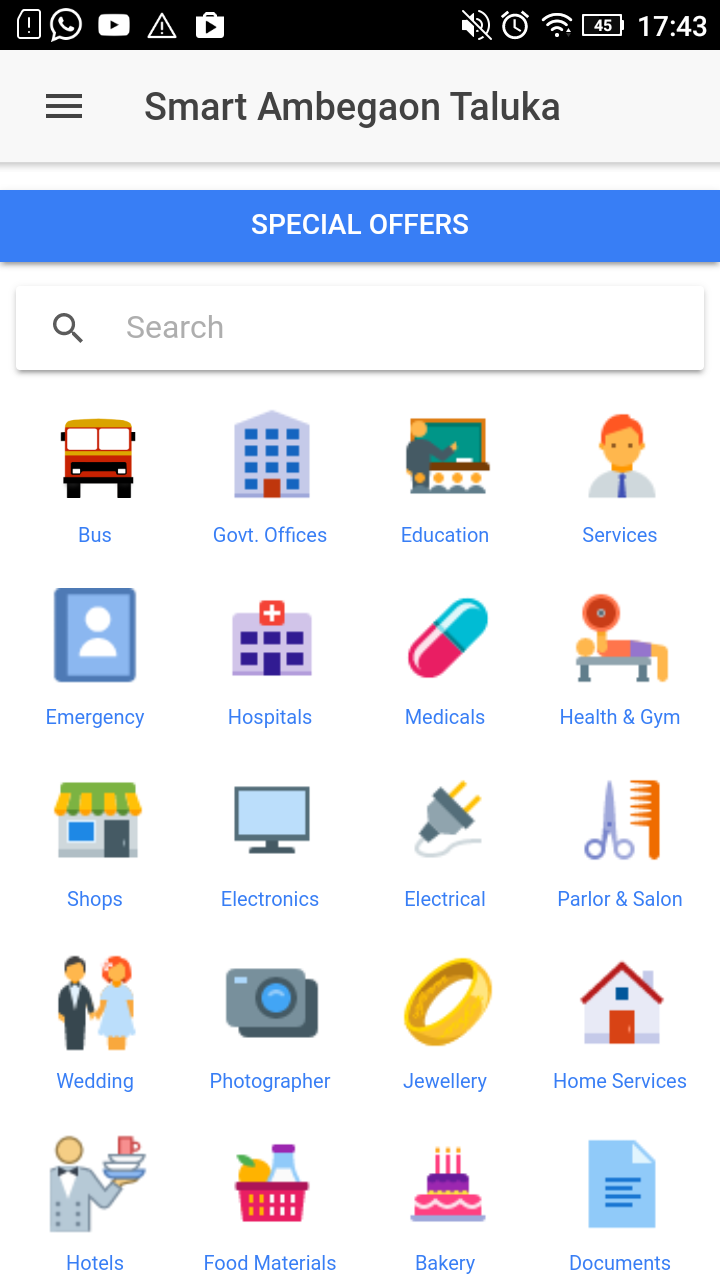 45 17:43
Smart Ambegaon Taluka
SPECIAL OFFERS
Search
Bus Govt. Offices Education Services
Emergency Hospitals Medicals Health & Gym
Shops Electronics Electrical Parlor & Salon
Wedding Photographer Jewellery Home Services
Hotels Food Materials Bakery Documents